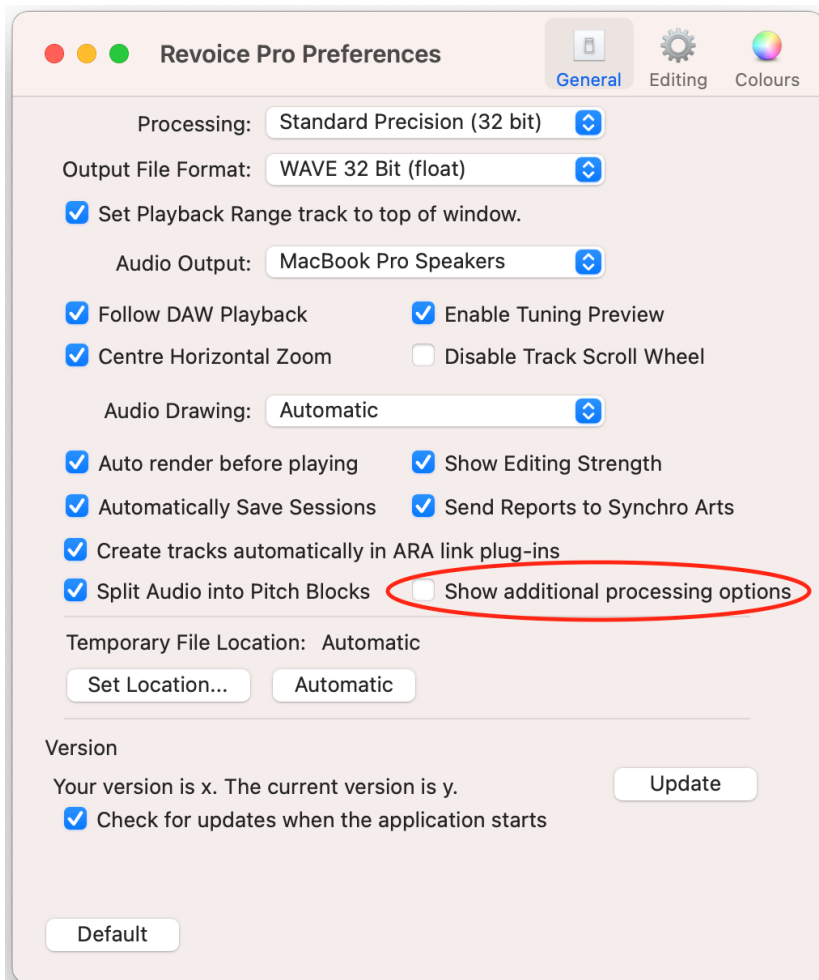 Revoice Pro Preferences
General
Editing
Colours
Processing: Standard Precision (32 bit)
Output File Format: WAVE 32 Bit (float)
Set Playback Range track to top of window.
Audio Output: MacBook Pro Speakers
Follow DAW Playback
Enable Tuning Preview
Centre Horizontal Zoom
Disable Track Scroll Wheel
Audio Drawing: Automatic
Auto render before playing
Show Editing Strength
Automatically Save Sessions
Send Reports to Synchro Arts
Create tracks automatically in ARA link plug-ins
Split Audio into Pitch Blocks
Show additional processing options
Temporary File Location: Automatic
Set Location...
Automatic
Version
Your version is x. The current version is y.
Update
Check for updates when the application starts
Default